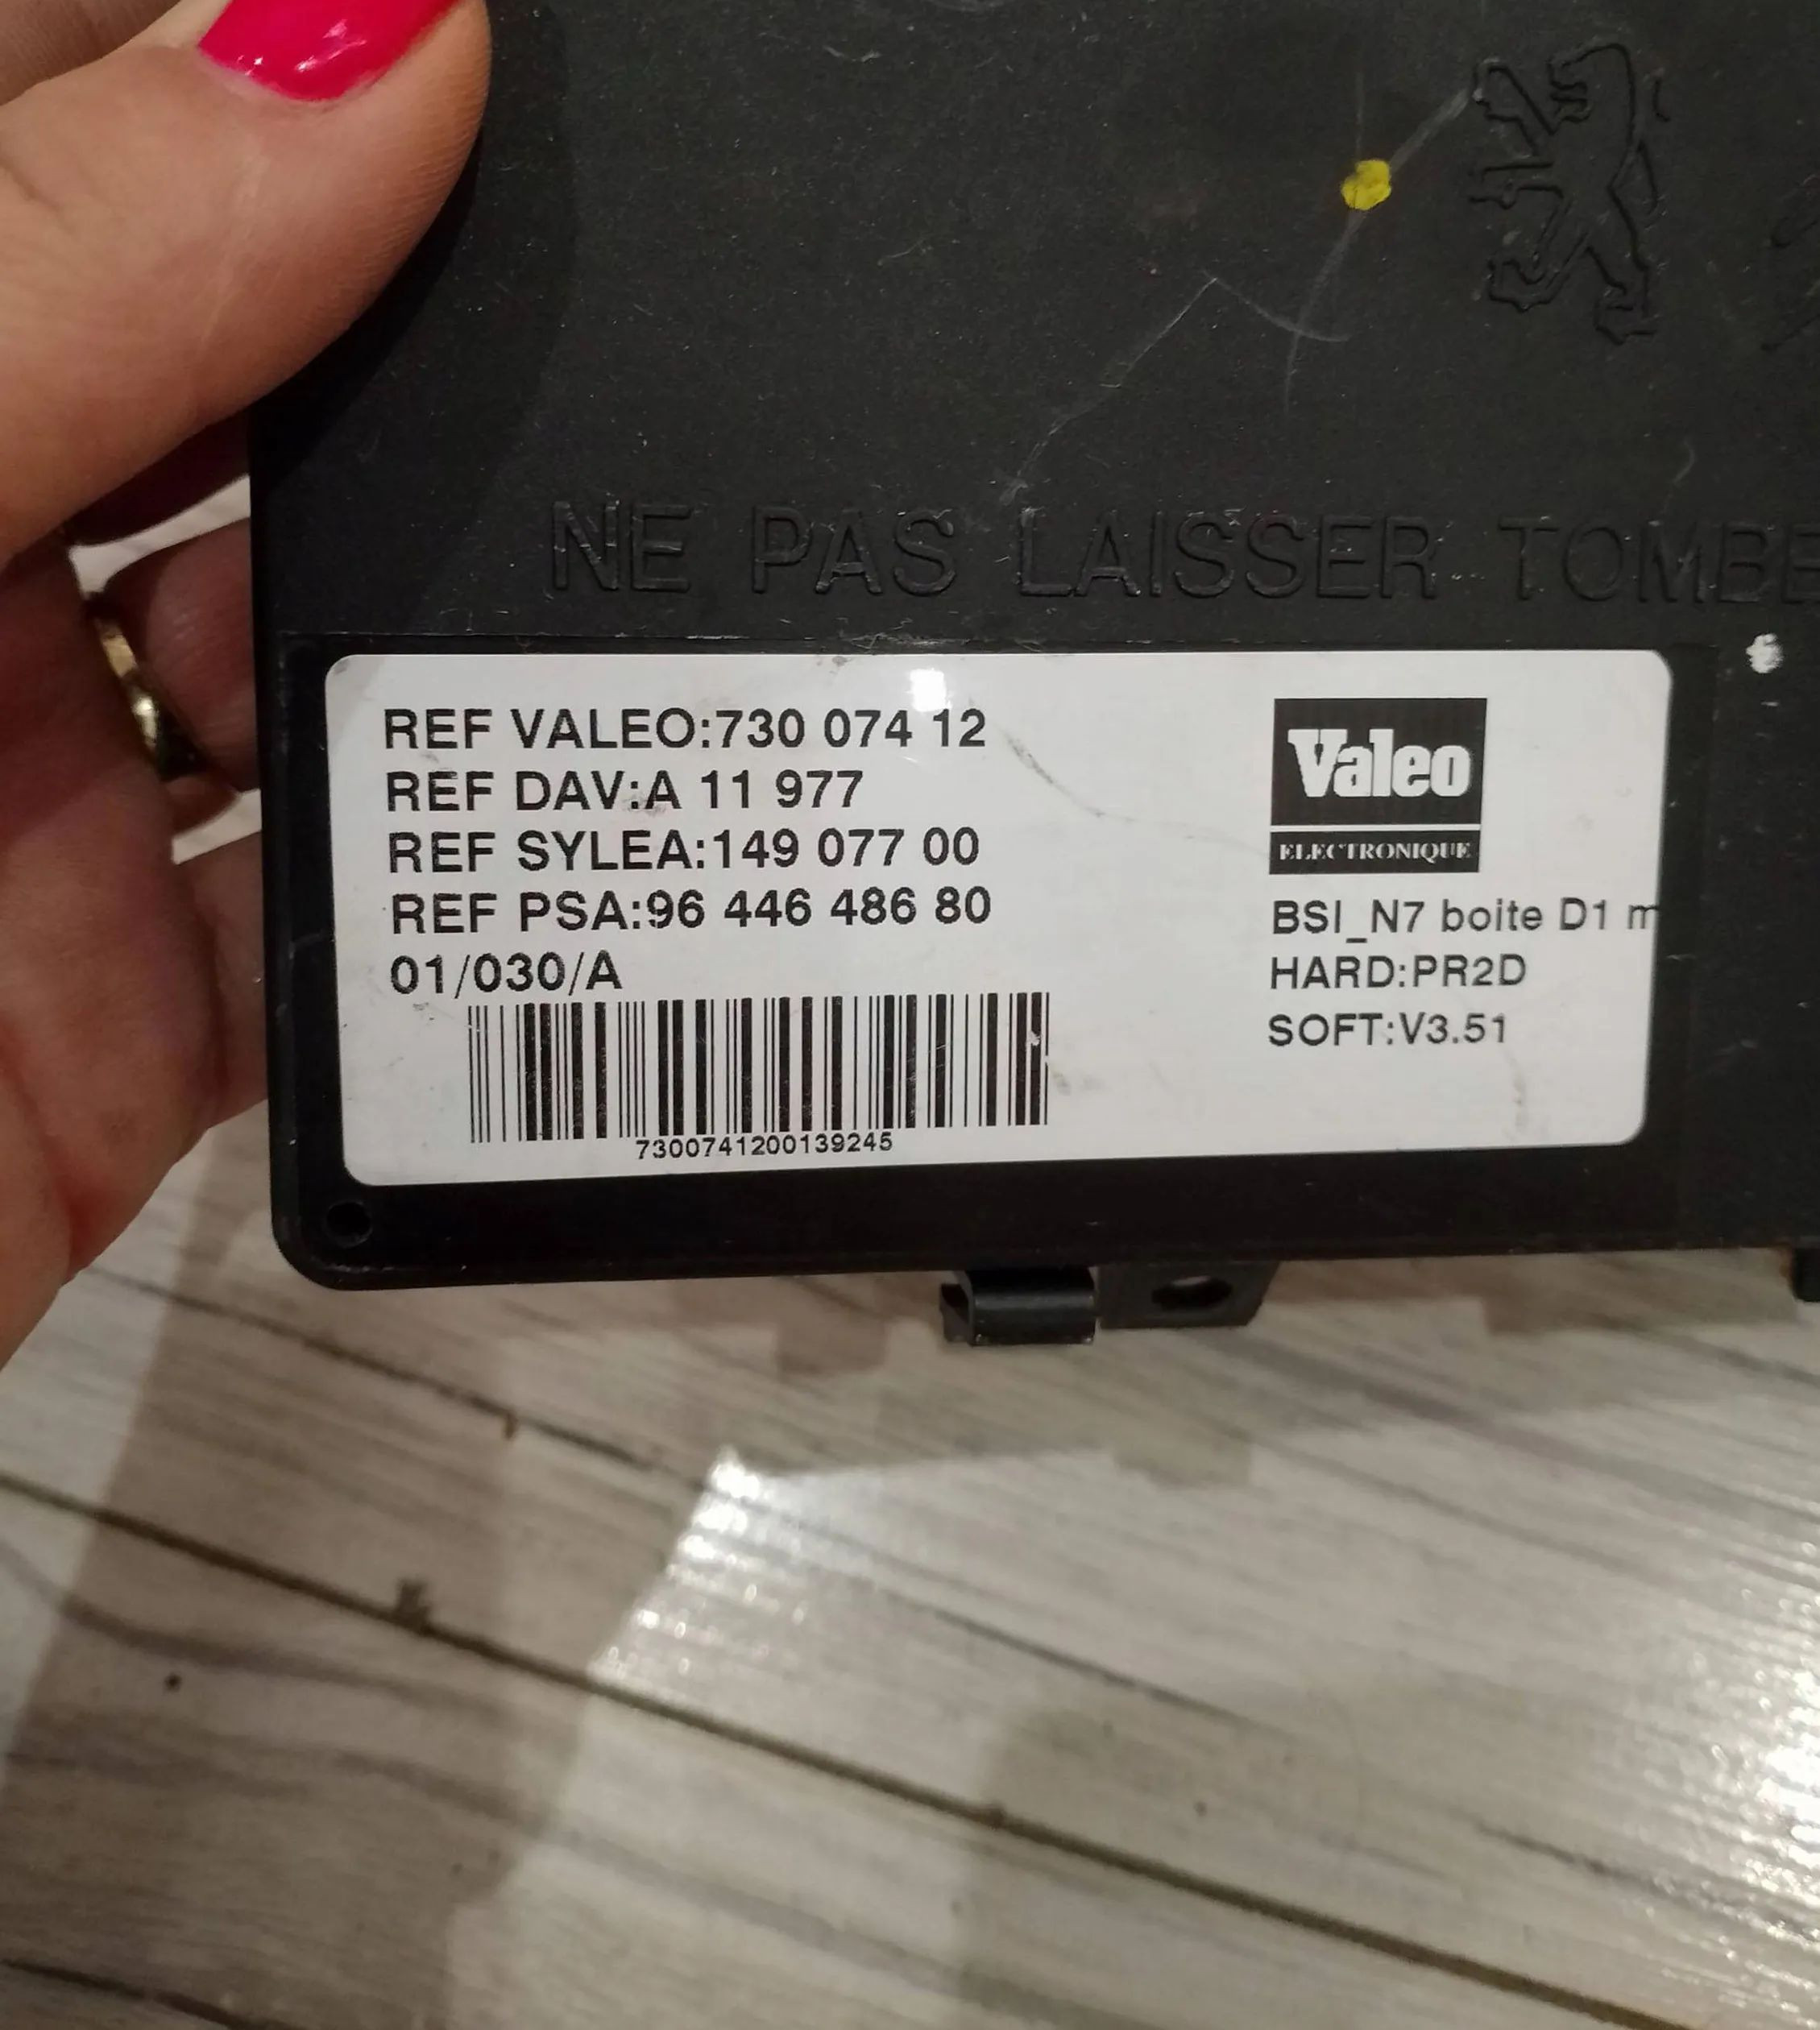 NE PAS LAISSER TOMBE
REF VALEO:730 074 12
REF DAV:A 11 977
REF SYLEA:149 077 00
REF PSA:96 446 486 80
01/030/A
7300741200139245
Valeo
ELECTRONIQUE
BSI_N7 boite D1 m
HARD:PR2D
SOFT:V3.51